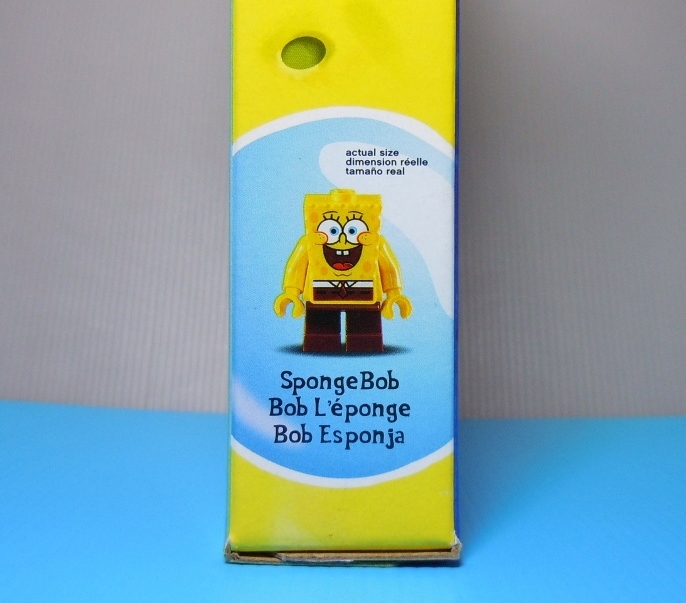 actual size
dimension réelle
tamaño real
SpongeBob
Bob L'éponge
Bob Esponja